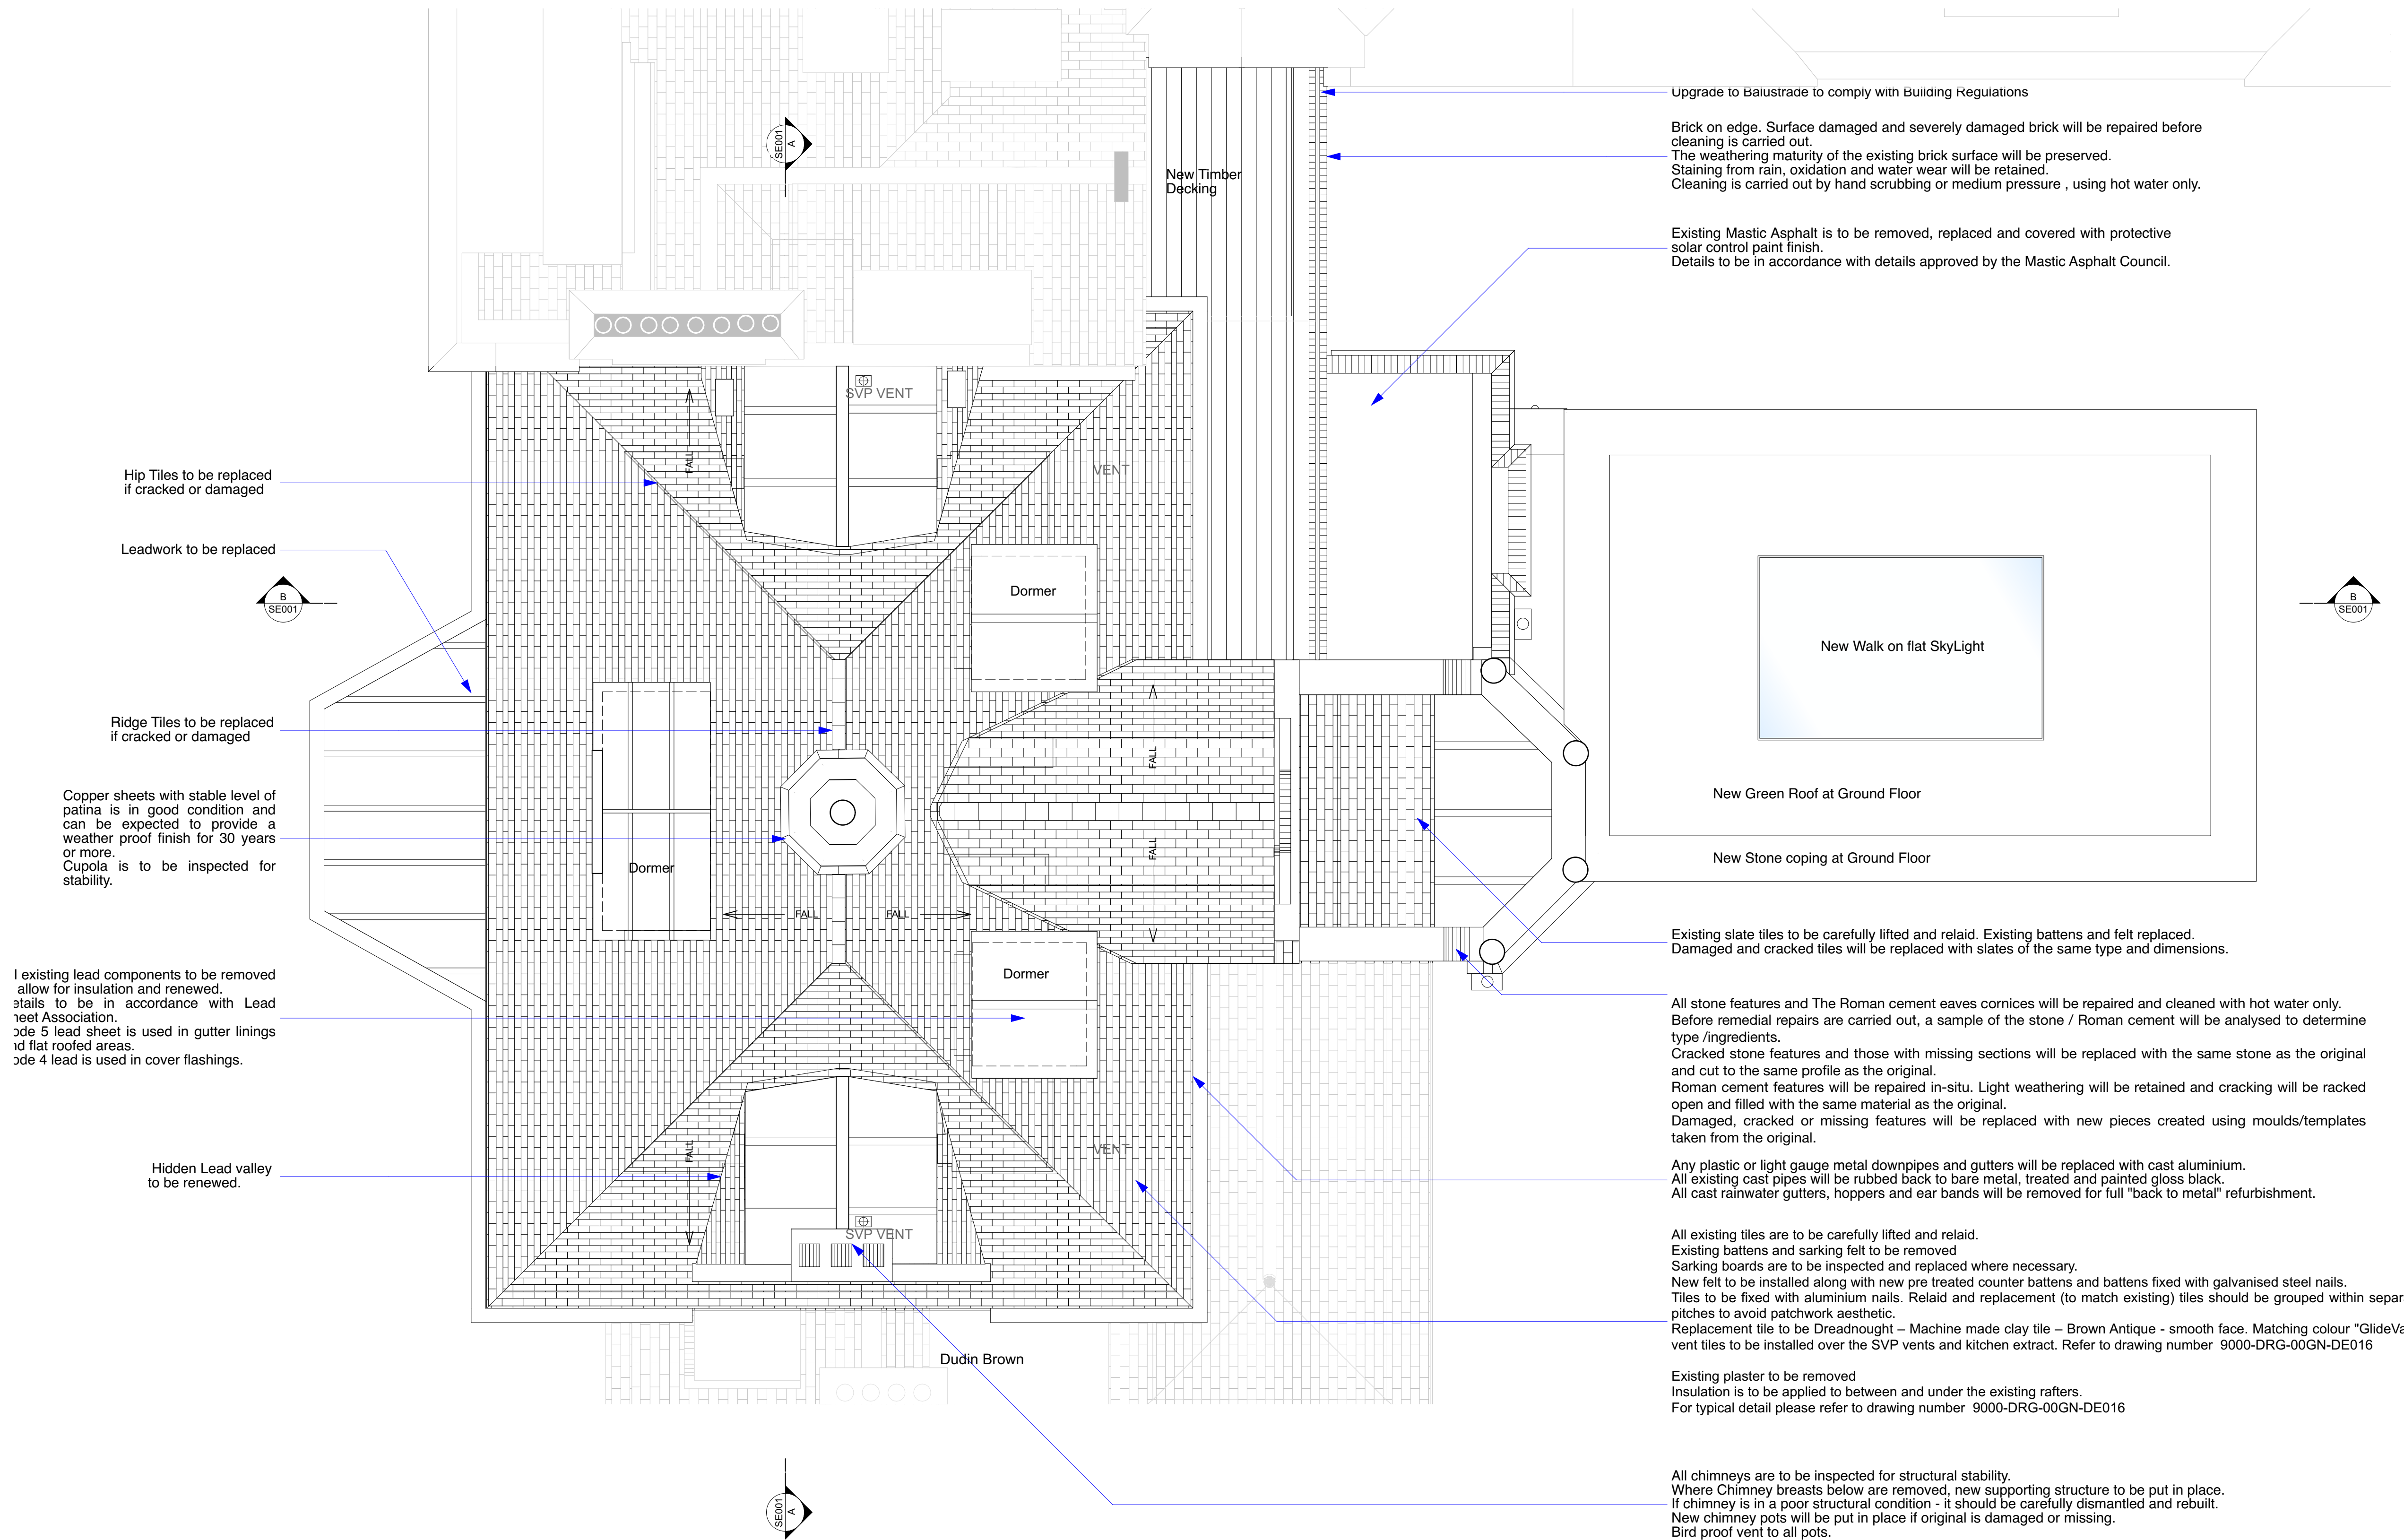 Upgrade to Balustrade to comply with Building Regulations
Brick on edge. Surface damaged and severely damaged brick will be repaired before
cleaning is carried out.
The weathering maturity of the existing brick surface will be preserved.
Staining from rain, oxidation and water wear will be retained.
Cleaning is carried out by hand scrubbing or medium pressure , using hot water only.
Existing Mastic Asphalt is to be removed, replaced and covered with protective
solar control paint finish.
Details to be in accordance with details approved by the Mastic Asphalt Council.
SE001
A
New Timber
Decking
SVP VENT
FALL
VENT
Hip Tiles to be replaced
if cracked or damaged
Leadwork to be replaced
B
SE001
Dormer
B
SE001
New Walk on flat SkyLight
Ridge Tiles to be replaced
if cracked or damaged
FALL
Copper sheets with stable level of
patina is in good condition and
can be expected to provide a
weather proof finish for 30 years
or more.
Cupola is to be inspected for
stability.
New Green Roof at Ground Floor
FALL
New Stone coping at Ground Floor
Dormer
FALL
FALL
Existing slate tiles to be carefully lifted and relaid. Existing battens and felt replaced.
Damaged and cracked tiles will be replaced with slates of the same type and dimensions.
Dormer
existing lead components to be removed
allow for insulation and renewed.
to be in accordance with Lead
Association.
5 lead sheet is used in gutter linings
flat roofed areas.
4 lead is used in cover flashings.
All stone features and The Roman cement eaves cornices will be repaired and cleaned with hot water only.
Before remedial repairs are carried out, a sample of the stone / Roman cement will be analysed to determine
type /ingredients.
Cracked stone features and those with missing sections will be replaced with the same stone as the original
and cut to the same profile as the original.
Roman cement features will be repaired in-situ. Light weathering will be retained and cracking will be racked
open and filled with the same material as the original.
Damaged, cracked or missing features will be replaced with new pieces created using moulds/templates
taken from the original.
FALL
VENT
Hidden Lead valley
to be renewed.
Any plastic or light gauge metal downpipes and gutters will be replaced with cast aluminium.
All existing cast pipes will be rubbed back to bare metal, treated and painted gloss black.
All cast rainwater gutters, hoppers and ear bands will be removed for full "back to metal" refurbishment.
SVP VENT
All existing tiles are to be carefully lifted and relaid.
Existing battens and sarking felt to be removed
Sarking boards are to be inspected and replaced where necessary.
New felt to be installed along with new pre treated counter battens and battens fixed with galvanised steel nails.
Tiles to be fixed with aluminium nails. Relaid and replacement (to match existing) tiles should be grouped within
pitches to avoid patchwork aesthetic.
Replacement tile to be Dreadnought – Machine made clay tile – Brown Antique - smooth face. Matching colour
vent tiles to be installed over the SVP vents and kitchen extract. Refer to drawing number 9000-DRG-00GN-DE016
Dudin Brown
Existing plaster to be removed
Insulation is to be applied to between and under the existing rafters.
For typical detail please refer to drawing number 9000-DRG-00GN-DE016
SE001
A
All chimneys are to be inspected for structural stability.
Where Chimney breasts below are removed, new supporting structure to be put in place.
If chimney is in a poor structural condition - it should be carefully dismantled and rebuilt.
New chimney pots will be put in place if original is damaged or missing.
Bird proof vent to all pots.